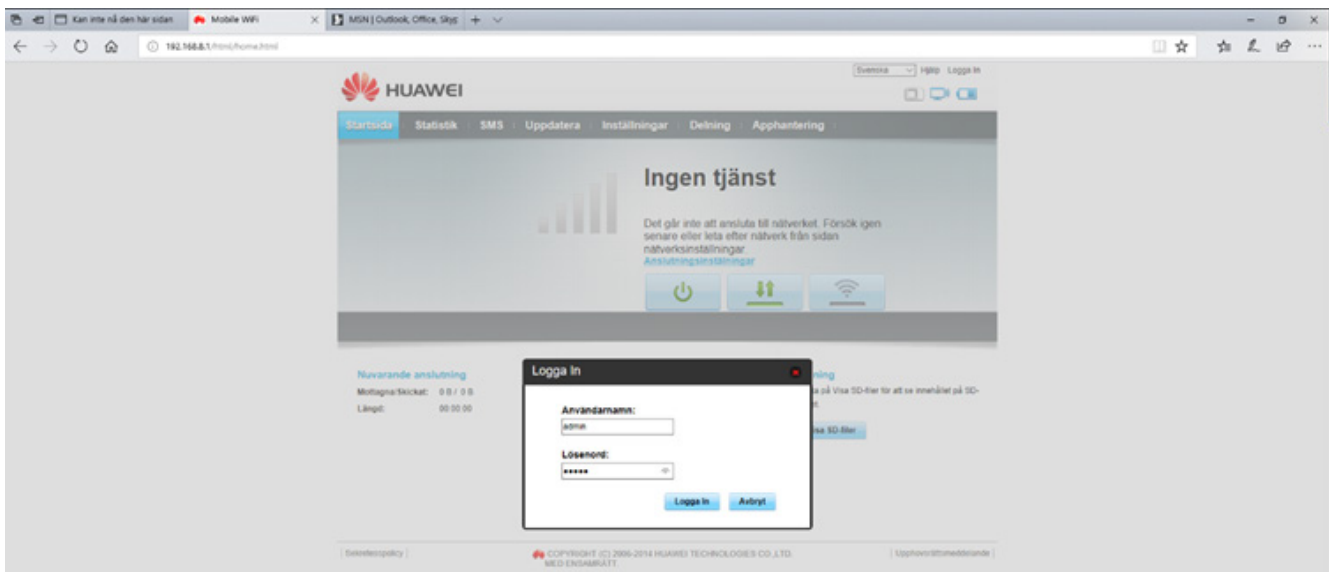 Kan inte nå den här sidan
Mobile WiFi
MSN | Outlook, Office, Skyp
192.168.8.1/html/home.html
Svenska Hjälp Logga In
HUAWEI
Startsida Statistik SMS Uppdatera Inställningar Delning Apphantering
Ingen tjänst
Det går inte att ansluta till nätverket. Försök igen
senare eller leta efter nätverk från sidan
nätverksinställningar.
Anslutningsinställningar
Nuvarande anslutning
Mottagna/Skickat: 0 B / 0 B
Längd: 00:00:00
Logga In
Användarnamn:
admin
Lösenord:
•••••
Logga In Avbryt
ning
a på Visa SD-filer för att se innehållet på SD-
isa SD-filer
Sekretesspolicy
COPYRIGHT (C) 2006-2014 HUAWEI TECHNOLOGIES CO.,LTD.
MED ENSAMRÄTT.
Upphovsrättsmeddelande